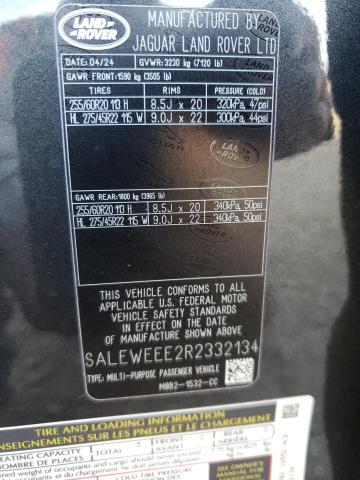 LAND ROVER
MANUFACTURED BY
JAGUAR LAND ROVER LTD
DATE 04/24 GVWR: 3230 kg (7120 lb)
GAWR FRONT: 1590 kg (3505 lb)
TIRES RIMS PRESSURE (COLD)
255/60R20 113 H 8.5J x 20 320kPa, 47psi
HL 275/45R22 115 W 9.0J x 22 300kPa, 44psi
GAWR REAR: 1800 kg (3965 lb)
255/60R20 113 H 8.5J x 20 340kPa, 50psi
HL 275/45R22 115 W 9.0J x 22 340kPa, 50psi
THIS VEHICLE CONFORMS TO ALL
APPLICABLE U.S. FEDERAL MOTOR
VEHICLE SAFETY STANDARDS
IN EFFECT ON THE DATE OF
MANUFACTURE SHOWN ABOVE
SALEWEEE2R2332134
TYPE: MULTI-PURPOSE PASSENGER VEHICLE
M8B2-1532-CC
TIRE AND LOADING INFORMATION
RENSEIGNEMENTS SUR LES PNEUS ET LE CHARGEMENT
SEATING CAPACITY TOTAL FRONT REAR
NOMBRE DE PLACES TOTAL AVANT ARRIÈRE
SEE OWNER'S
MANUAL FOR
ADDITIONAL